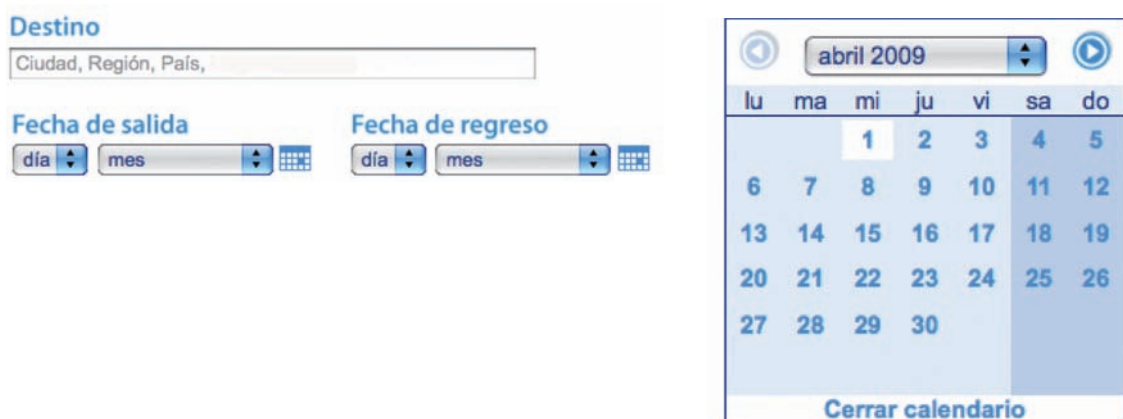 Destino
Ciudad, Región, País,
Fecha de salida
Fecha de regreso
día mes
día mes
abril 2009
lu ma mi ju vi sa do
1 2 3 4 5
6 7 8 9 10 11 12
13 14 15 16 17 18 19
20 21 22 23 24 25 26
27 28 29 30
Cerrar calendario